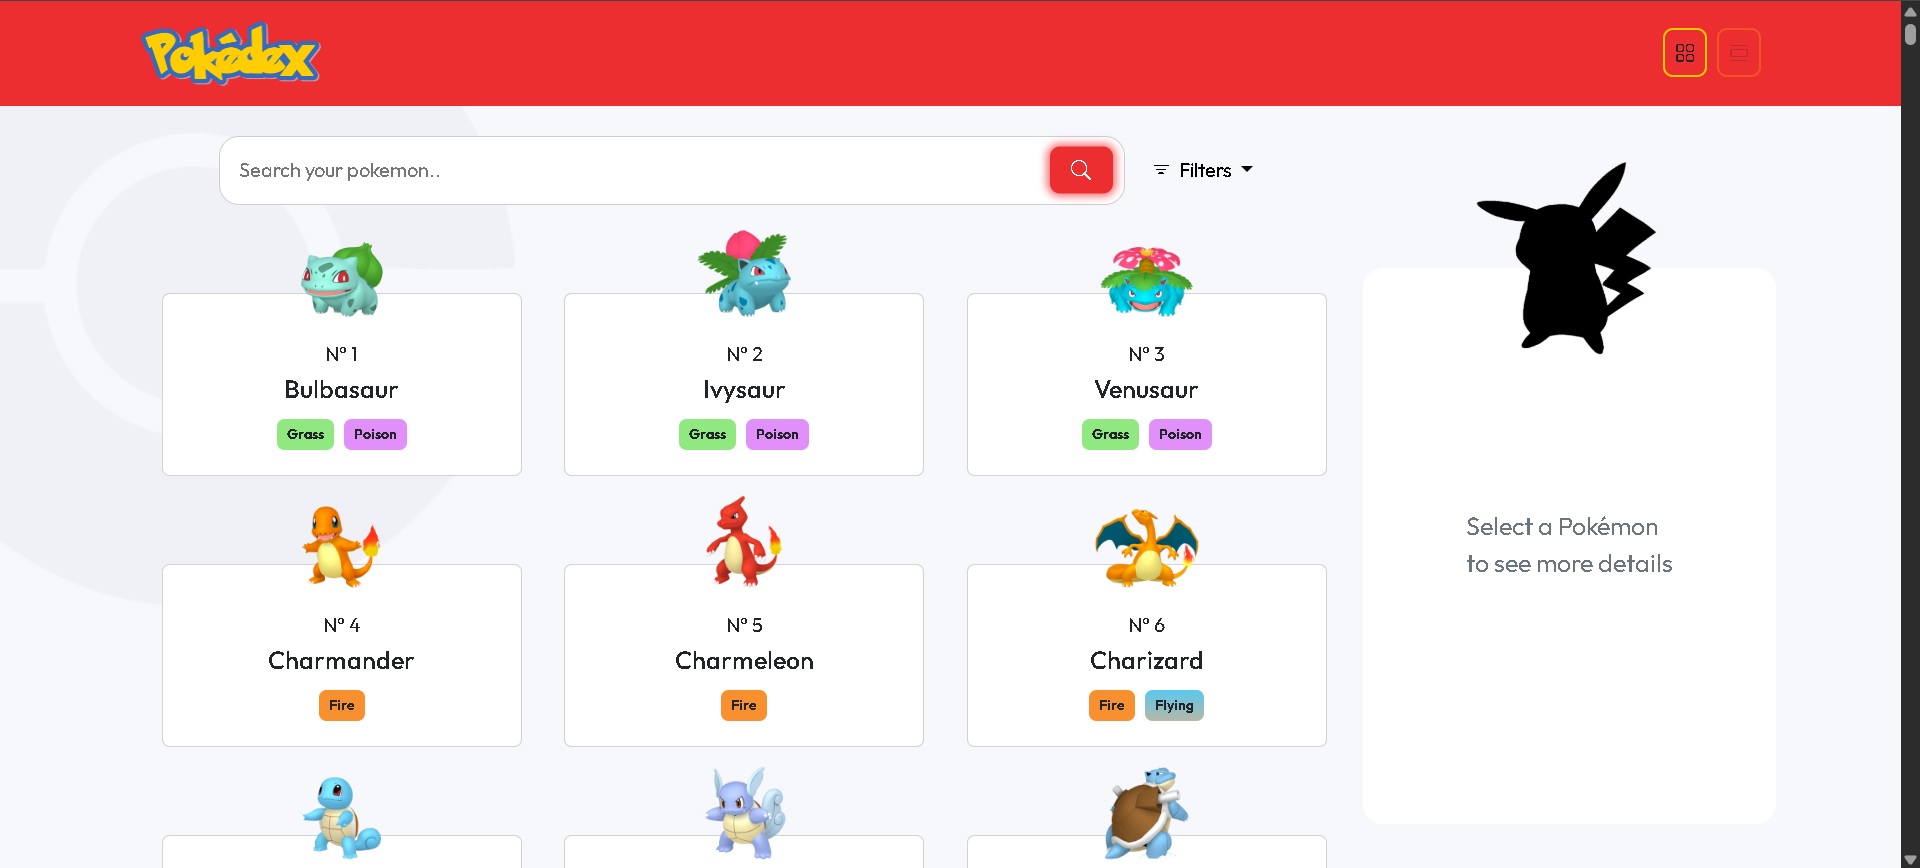 Pokédex
Search your pokemon..
Filters
N° 1
Bulbasaur
Grass Poison
N° 2
Ivysaur
Grass Poison
N° 3
Venusaur
Grass Poison
N° 4
Charmander
Fire
N° 5
Charmeleon
Fire
N° 6
Charizard
Fire Flying
Select a Pokémon
to see more details